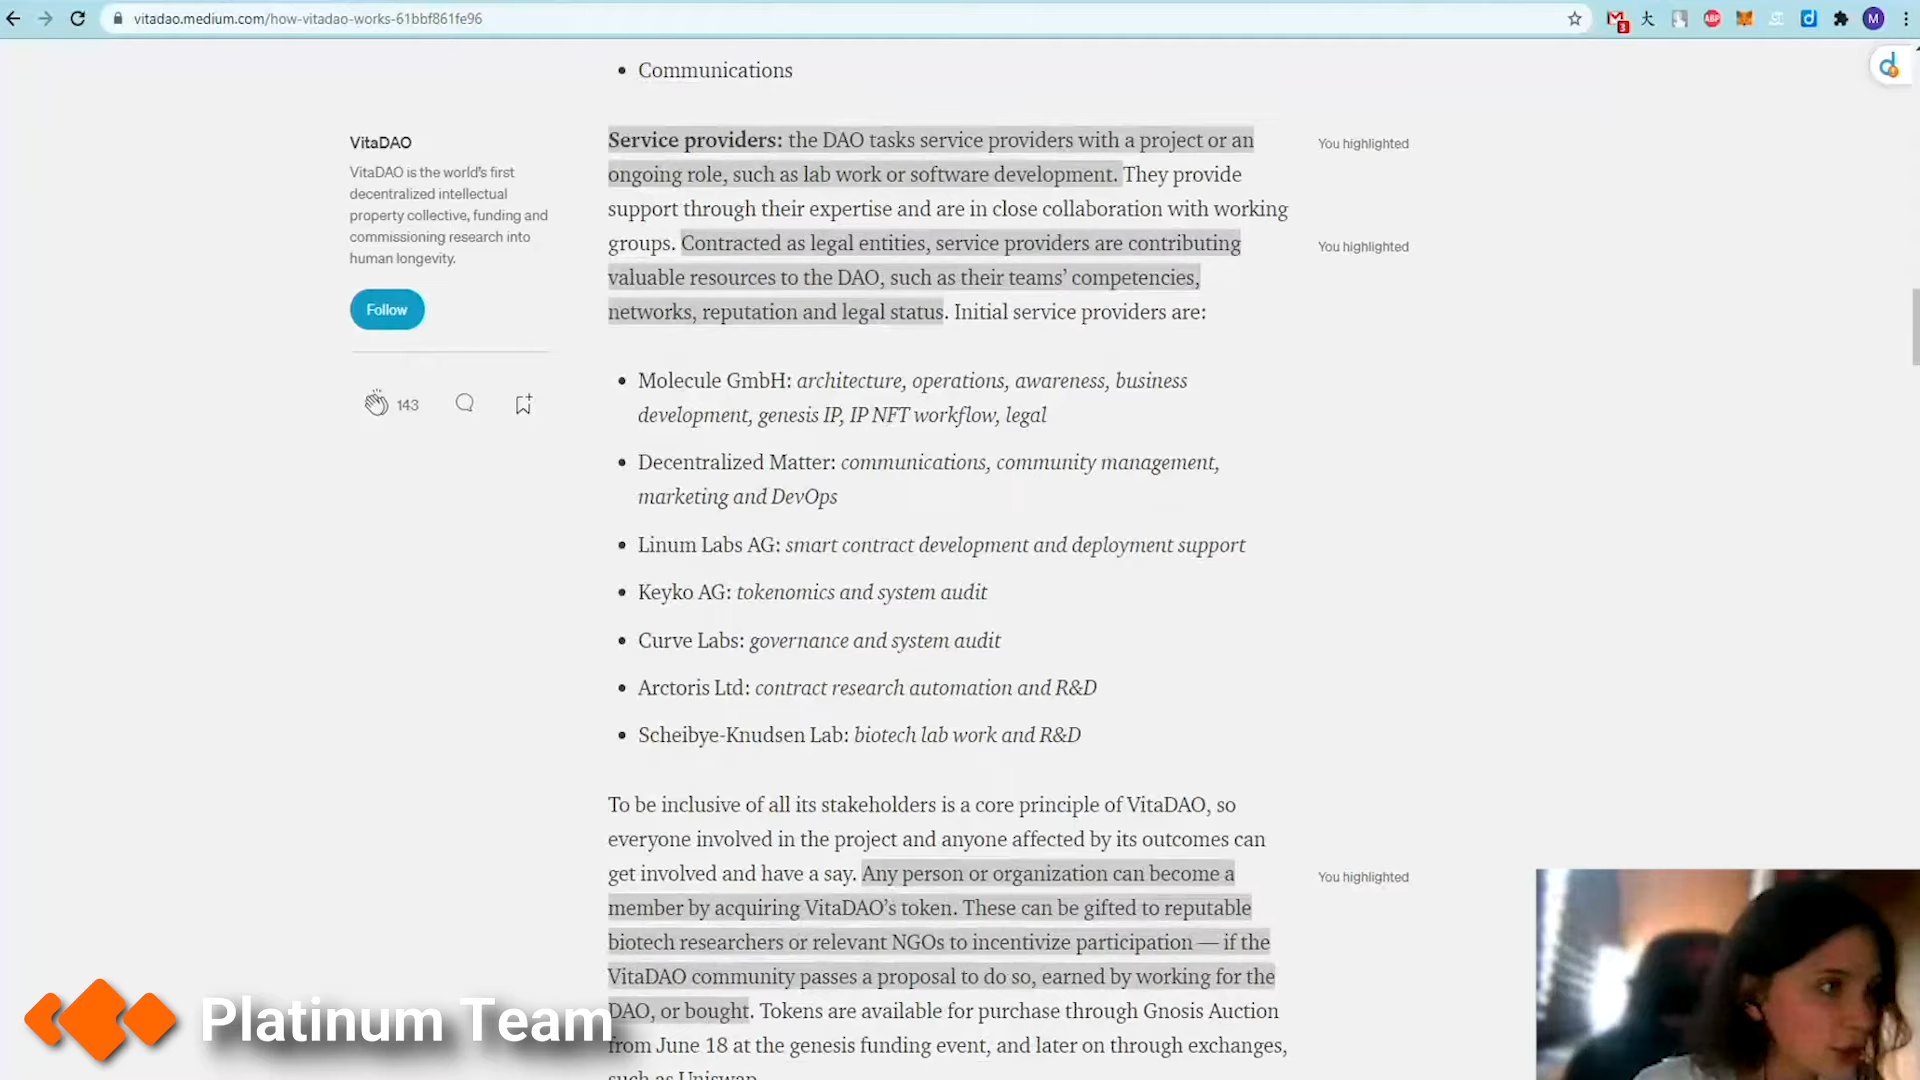 vitadao.medium.com/how-vitadao-works-61bbf861fe96
3
大
ABP
M
Communications
VitaDAO
VitaDAO is the world's first
decentralized intellectual
property collective, funding and
commissioning research into
human longevity.
Follow
143
Service providers: the DAO tasks service providers with a project or an
ongoing role, such as lab work or software development. They provide
support through their expertise and are in close collaboration with working
groups. Contracted as legal entities, service providers are contributing
valuable resources to the DAO, such as their teams' competencies,
networks, reputation and legal status. Initial service providers are:
You highlighted
You highlighted
Molecule GmbH: architecture, operations, awareness, business
development, genesis IP, IP NFT workflow, legal
Decentralized Matter: communications, community management,
marketing and DevOps
Linum Labs AG: smart contract development and deployment support
Keyko AG: tokenomics and system audit
Curve Labs: governance and system audit
Arctoris Ltd: contract research automation and R&D
Scheibye-Knudsen Lab: biotech lab work and R&D
To be inclusive of all its stakeholders is a core principle of VitaDAO, so
everyone involved in the project and anyone affected by its outcomes can
get involved and have a say. Any person or organization can become a
member by acquiring VitaDAO's token. These can be gifted to reputable
biotech researchers or relevant NGOs to incentivize participation — if the
VitaDAO community passes a proposal to do so, earned by working for the
DAO, or bought. Tokens are available for purchase through Gnosis Auction
from June 18 at the genesis funding event, and later on through exchanges,
such as Uniswap.
You highlighted
Platinum Team